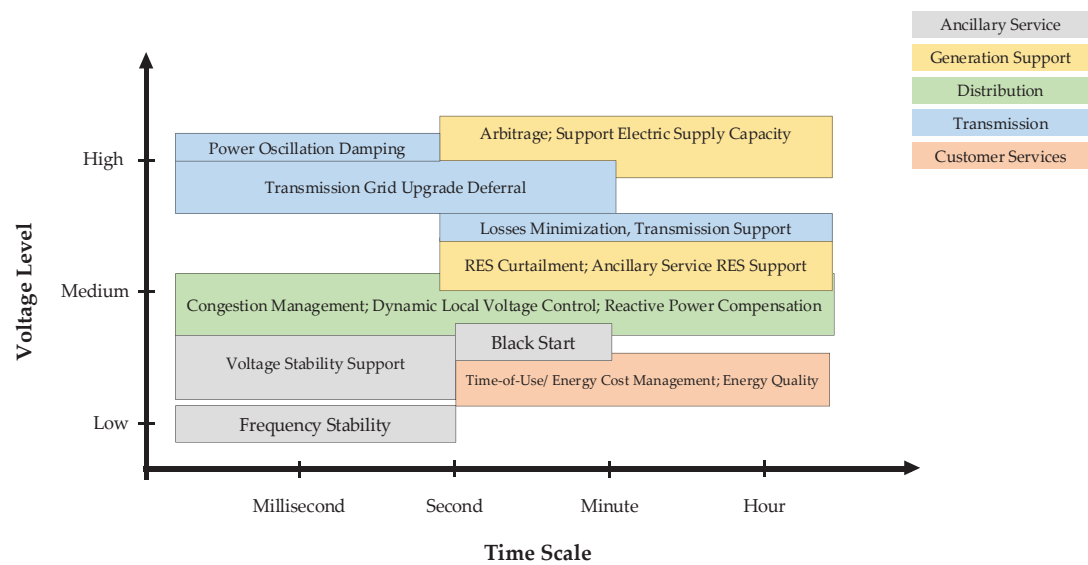 Ancillary Service
Generation Support
Distribution
Transmission
Customer Services
Voltage Level
High
Medium
Low
Power Oscillation Damping
Arbitrage; Support Electric Supply Capacity
Transmission Grid Upgrade Deferral
Losses Minimization, Transmission Support
RES Curtailment; Ancillary Service RES Support
Congestion Management; Dynamic Local Voltage Control; Reactive Power Compensation
Black Start
Voltage Stability Support
Time-of-Use/ Energy Cost Management; Energy Quality
Frequency Stability
Millisecond
Second
Minute
Hour
Time Scale